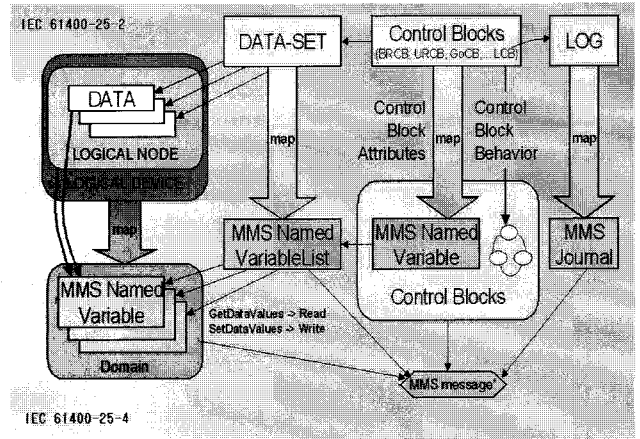 IEC 61400-25-2
DATA-SET
Control Blocks
(BRCB, URCB, GoCB, ...LCB)
LOG
DATA
LOGICAL NODE
LOGICAL DEVICE
map
map
Control
Block
Attributes
map
Control
Block
Behavior
map
MMS Named
VariableList
MMS Named
Variable
MMS
Journal
Control Blocks
MMS Named
Variable
Domain
GetDataValues -> Read
SetDataValues -> Write
MMS message*
IEC 61400-25-4